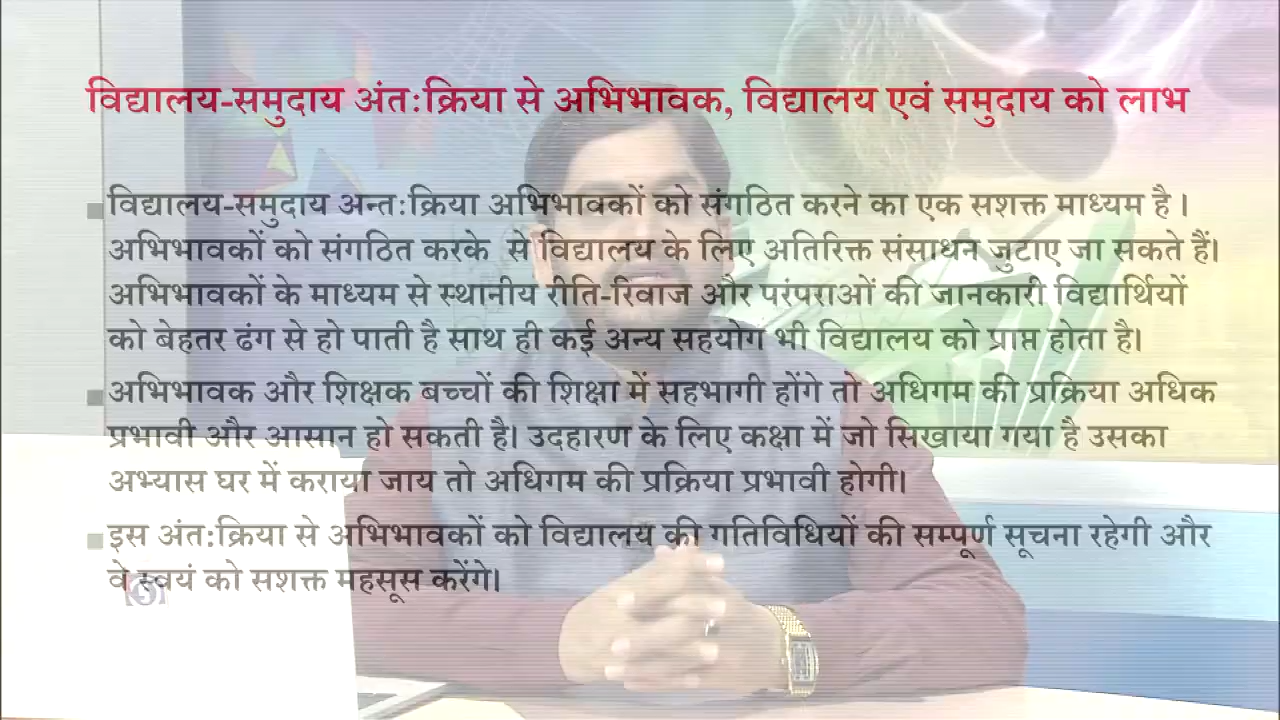 विद्यालय-समुदाय अंत:क्रिया से अभिभावक, विद्यालय एवं समुदाय को लाभ
विद्यालय-समुदाय अन्त:क्रिया अभिभावकों को संगठित करने का एक सशक्त माध्यम है ।
अभिभावकों को संगठित करके से विद्यालय के लिए अतिरिक्त संसाधन जुटाए जा सकते हैं।
अभिभावकों के माध्यम से स्थानीय रीति-रिवाज और परंपराओं की जानकारी विद्यार्थियों
को बेहतर ढंग से हो पाती है साथ ही कई अन्य सहयोग भी विद्यालय को प्राप्त होता है।
अभिभावक और शिक्षक बच्चों की शिक्षा में सहभागी होंगे तो अधिगम की प्रक्रिया अधिक
प्रभावी और आसान हो सकती है। उदहारण के लिए कक्षा में जो सिखाया गया है उसका
अभ्यास घर में कराया जाय तो अधिगम की प्रक्रिया प्रभावी होगी।
इस अंत:क्रिया से अभिभावकों को विद्यालय की गतिविधियों की सम्पूर्ण सूचना रहेगी और
वे स्वयं को सशक्त महसूस करेंगे।